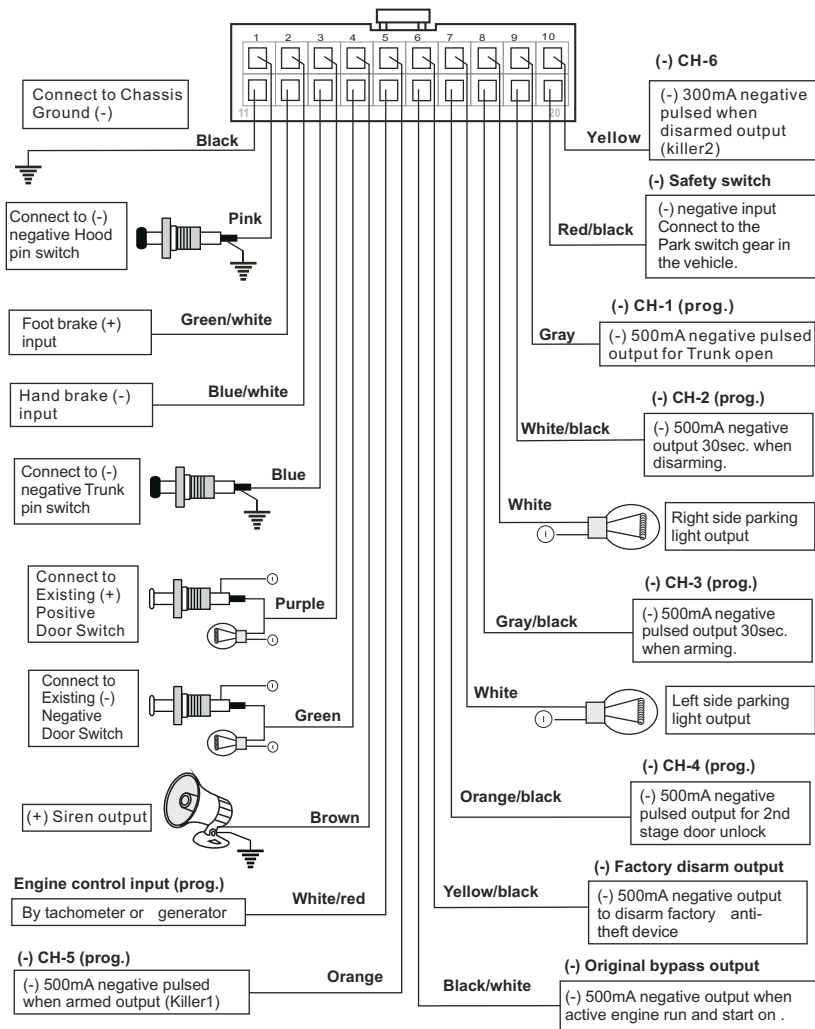 1 2 3 4 5 6 7 8 9 10
11 20
Connect to Chassis
Ground (-)
Black
Connect to (-)
negative Hood
pin switch
Pink
Foot brake (+)
input
Green/white
Hand brake (-)
input
Blue/white
Connect to (-)
negative Trunk
pin switch
Blue
Connect to
Existing (+)
Positive
Door Switch
Purple
Connect to
Existing (-)
Negative
Door Switch
Green
(+) Siren output
Brown
Engine control input (prog.)
By tachometer or generator
White/red
(-) CH-5 (prog.)
(-) 500mA negative pulsed
when armed output (Killer1)
Orange
(-) CH-6
(-) 300mA negative
pulsed when
disarmed output
(killer2)
Yellow
(-) Safety switch
(-) negative input
Connect to the
Park switch gear in
the vehicle.
Red/black
(-) CH-1 (prog.)
(-) 500mA negative pulsed
output for Trunk open
Gray
(-) CH-2 (prog.)
(-) 500mA negative
output 30sec. when
disarming.
White/black
White
Right side parking
light output
(-) CH-3 (prog.)
(-) 500mA negative
pulsed output 30sec.
when arming.
Gray/black
White
Left side parking
light output
(-) CH-4 (prog.)
(-) 500mA negative
pulsed output for 2nd
stage door unlock
Orange/black
(-) Factory disarm output
(-) 500mA negative output
to disarm factory anti-
theft device
Yellow/black
(-) Original bypass output
(-) 500mA negative output when
active engine run and start on .
Black/white